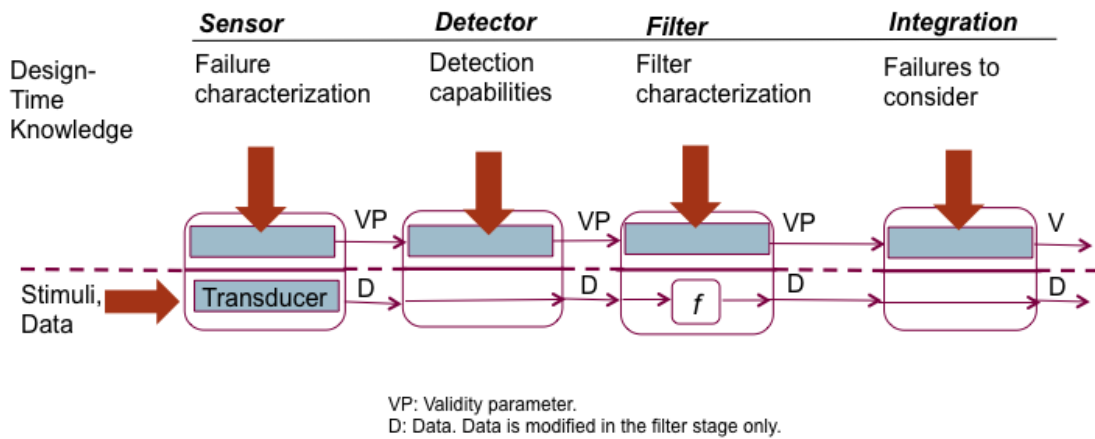 Sensor
Detector
Filter
Integration
Design-
Time
Knowledge
Failure
characterization
Detection
capabilities
Filter
characterization
Failures to
consider
VP
VP
VP
V
Stimuli,
Data
Transducer
D
D
f
D
D
VP: Validity parameter.
D: Data. Data is modified in the filter stage only.